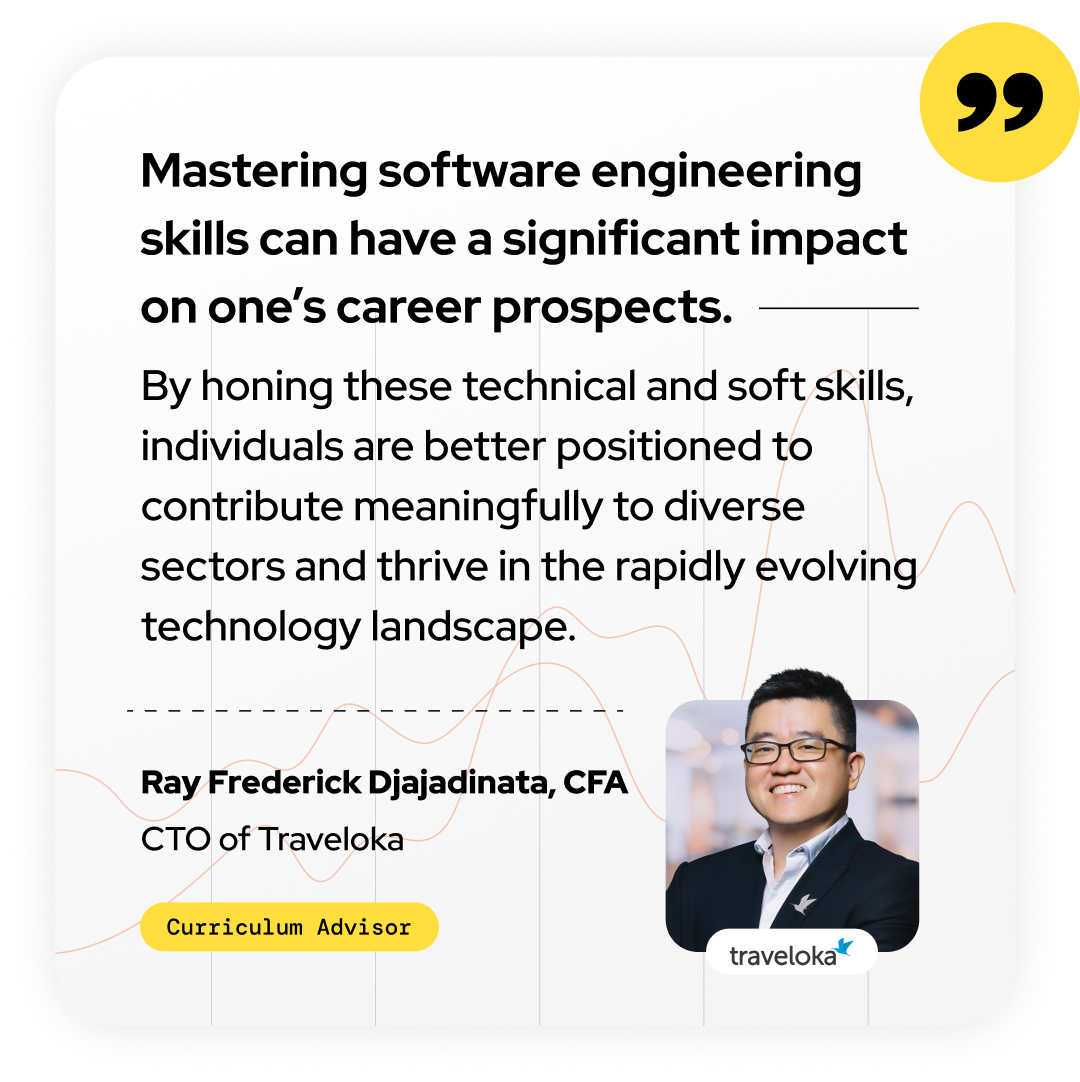 Mastering software engineering
skills can have a significant impact
on one’s career prospects.
By honing these technical and soft skills,
individuals are better positioned to
contribute meaningfully to diverse
sectors and thrive in the rapidly evolving
technology landscape.
Ray Frederick Djajadinata, CFA
CTO of Traveloka
Curriculum Advisor
traveloka